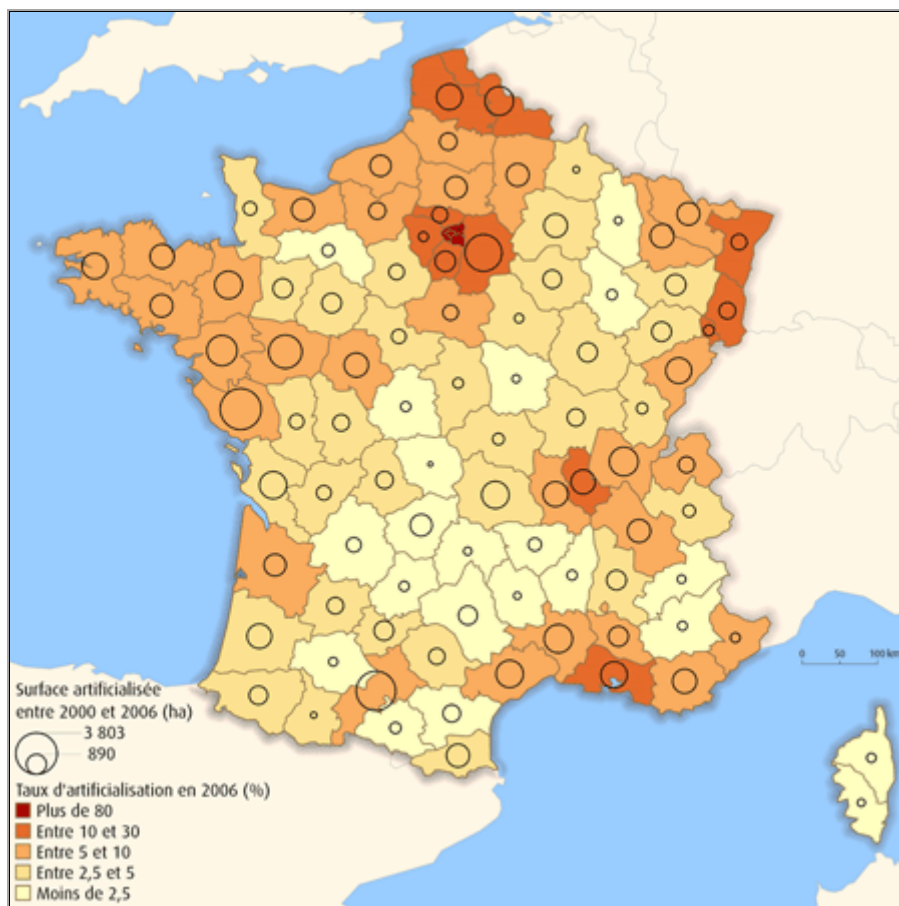 0 50 100 km
Surface artificialisée
entre 2000 et 2006 (ha)
3 803
890
Taux d'artificialisation en 2006 (%)
Plus de 80
Entre 10 et 30
Entre 5 et 10
Entre 2,5 et 5
Moins de 2,5